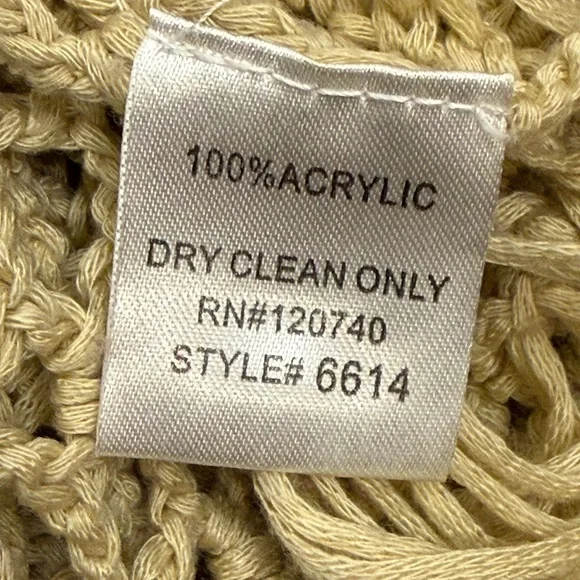 100%ACRYLIC
DRY CLEAN ONLY
RN#120740
STYLE# 6614